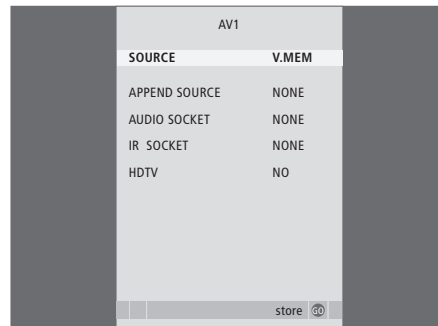 AV1
SOURCE V.MEM
APPEND SOURCE NONE
AUDIO SOCKET NONE
IR SOCKET NONE
HDTV NO
store GO